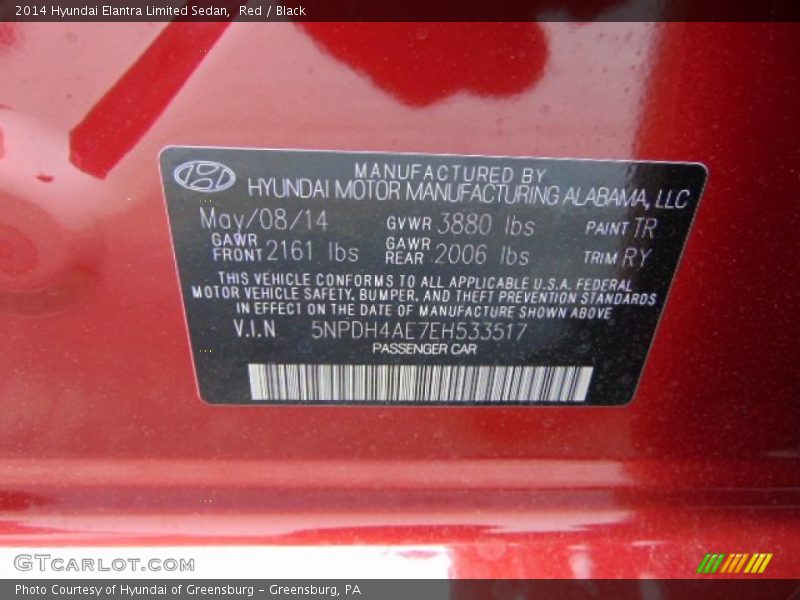 2014 Hyundai Elantra Limited Sedan, Red / Black
MANUFACTURED BY
HYUNDAI MOTOR MANUFACTURING ALABAMA, LLC
May/08/14 GVWR 3880 lbs PAINT TR
GAWR FRONT 2161 lbs GAWR REAR 2006 lbs TRIM RY
THIS VEHICLE CONFORMS TO ALL APPLICABLE U.S.A. FEDERAL
MOTOR VEHICLE SAFETY, BUMPER, AND THEFT PREVENTION STANDARDS
IN EFFECT ON THE DATE OF MANUFACTURE SHOWN ABOVE
V.I.N 5NPDH4AE7EH533517
PASSENGER CAR
GTCARLOT.COM
Photo Courtesy of Hyundai of Greensburg - Greensburg, PA